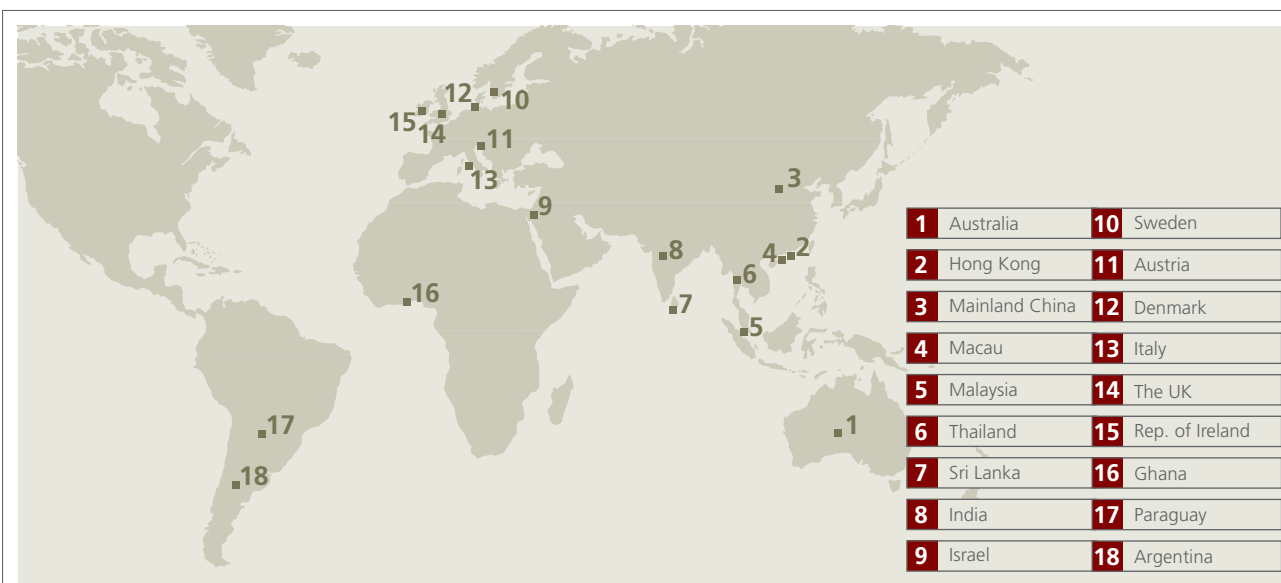 12
10
15
14
11
13
3
9
8
4
2
6
16
7
5
17
1
18
1 Australia
2 Hong Kong
3 Mainland China
4 Macau
5 Malaysia
6 Thailand
7 Sri Lanka
8 India
9 Israel
10 Sweden
11 Austria
12 Denmark
13 Italy
14 The UK
15 Rep. of Ireland
16 Ghana
17 Paraguay
18 Argentina